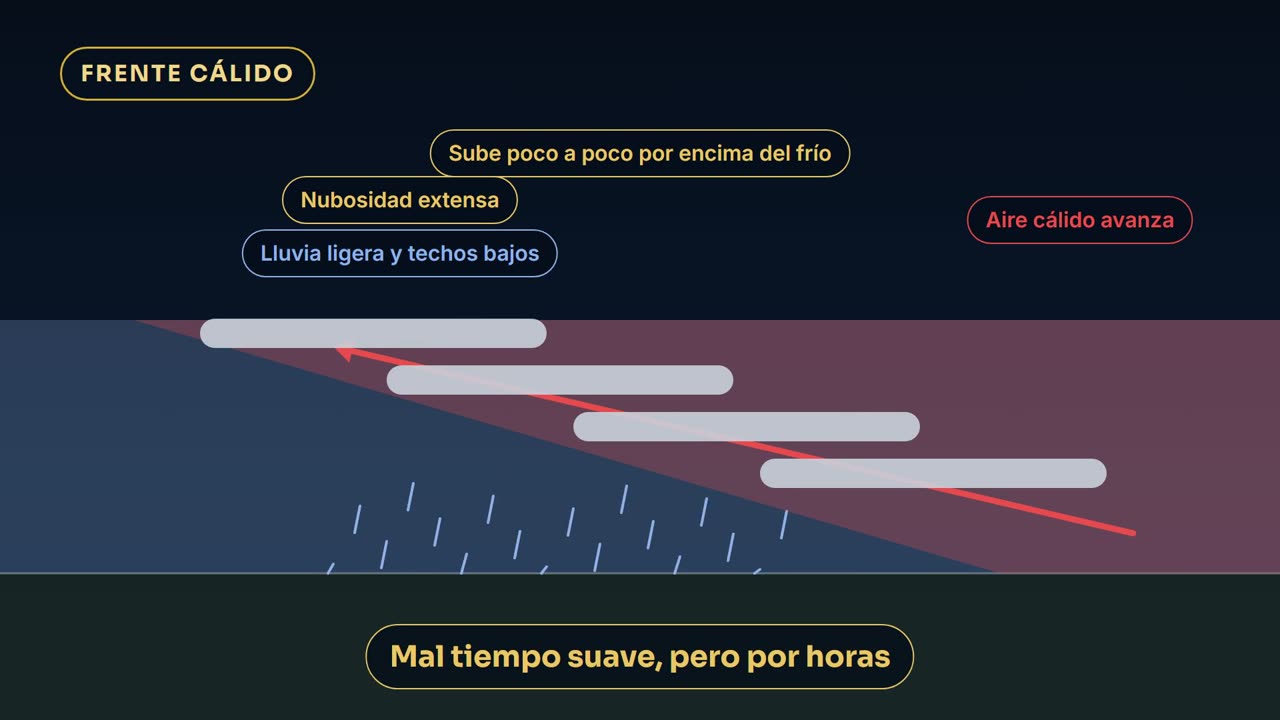 FRENTE CÁLIDO
Sube poco a poco por encima del frío
Nubosidad extensa
Aire cálido avanza
Lluvia ligera y techos bajos
Mal tiempo suave, pero por horas